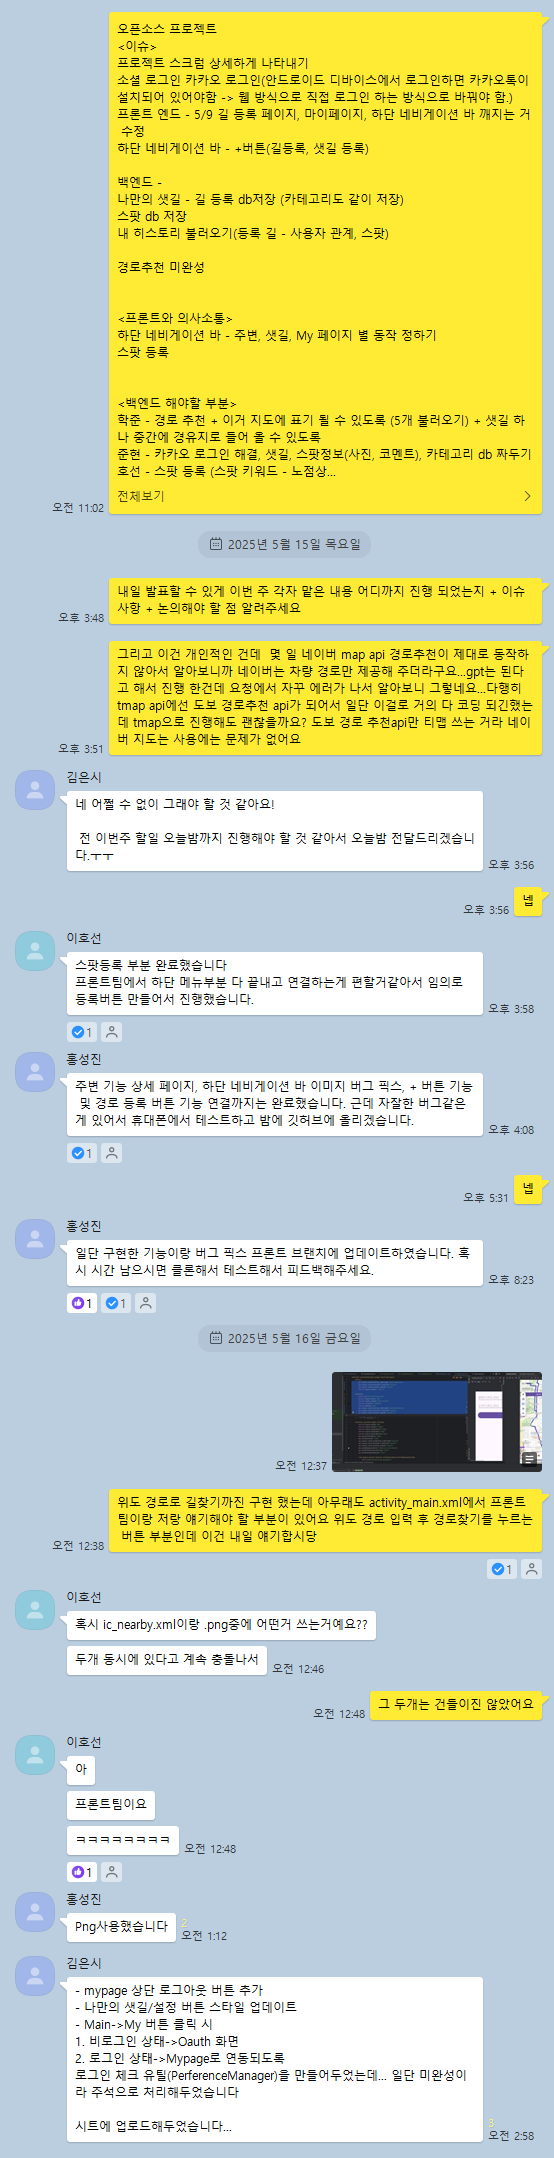 오픈소스 프로젝트
<이슈>
프로젝트 스크럼 상세하게 나타내기
소셜 로그인 카카오 로그인(안드로이드 디바이스에서 로그인하면 카카오톡이
설치되어 있어야함 -> 웹 방식으로 직접 로그인 하는 방식으로 바꿔야 함.)
프론트 엔드 - 5/9 길 등록 페이지, 마이페이지, 하단 네비게이션 바 깨지는 거
수정
하단 네비게이션 바 - +버튼(길등록, 샛길 등록)
백엔드 -
나만의 샛길 - 길 등록 db저장 (카테고리도 같이 저장)
스팟 db 저장
내 히스토리 불러오기(등록 길 - 사용자 관계, 스팟)
경로추천 미완성
<프론트와 의사소통>
하단 네비게이션 바 - 주변, 샛길, My 페이지 별 동작 정하기
스팟 등록
<백엔드 해야할 부분>
학준 - 경로 추천 + 이거 지도에 표기 될 수 있도록 (5개 불러오기) + 샛길 하
나 중간에 경유지로 들어 올 수 있도록
준현 - 카카오 로그인 해결, 샛길, 스팟정보(사진, 코멘트), 카테고리 db 짜두기
호선 - 스팟 등록 (스팟 키워드 - 노점상...
전체보기
오전 11:02
2025년 5월 15일 목요일
내일 발표할 수 있게 이번 주 각자 맡은 내용 어디까지 진행 되었는지 + 이슈
사항 + 논의해야 할 점 알려주세요
오후 3:48
그리고 이건 개인적인 건데 몇 일 네이버 map api 경로추천이 제대로 동작하
지 않아서 알아보니까 네이버는 차량 경로만 제공해 주더라구요...gpt는 된다
고 해서 진행 한건데 요청에서 자꾸 에러가 나서 알아보니 그렇네요...다행히
tmap api에선 도보 경로추천 api가 되어서 일단 이걸로 거의 다 코딩 되긴했는
데 tmap으로 진행해도 괜찮을까요? 도보 경로 추천api만 티맵 쓰는 거라 네이
버 지도는 사용에는 문제가 없어요
오후 3:51
김은시
네 어쩔 수 없이 그래야 할 것 같아요!
전 이번주 할일 오늘밤까지 진행해야 할 것 같아서 오늘밤 전달드리겠습니
다.ㅜㅜ
오후 3:56
넵
오후 3:56
이호선
스팟등록 부분 완료했습니다
프론트팀에서 하단 메뉴부분 다 끝내고 연결하는게 편할거같아서 임의로
등록버튼 만들어서 진행했습니다.
오후 3:58
1
홍성진
주변 기능 상세 페이지, 하단 네비게이션 바 이미지 버그 픽스, + 버튼 기능
및 경로 등록 버튼 기능 연결까지는 완료했습니다. 근데 자잘한 버그같은
게 있어서 휴대폰에서 테스트하고 밤에 깃허브에 올리겠습니다.
오후 4:08
1
넵
오후 5:31
홍성진
일단 구현한 기능이랑 버그 픽스 프론트 브랜치에 업데이트하였습니다. 혹
시 시간 남으시면 클론해서 테스트해서 피드백해주세요.
오후 8:23
1 1
2025년 5월 16일 금요일
오전 12:37
위도 경로로 길찾기까진 구현 했는데 아무래도 activity_main.xml에서 프론트
팀이랑 저랑 얘기해야 할 부분이 있어요 위도 경로 입력 후 경로찾기를 누르는
버튼 부분인데 이건 내일 얘기합시당
오전 12:38
1
이호선
혹시 ic_nearby.xml이랑 .png중에 어떤거 쓰는거예요??
두개 동시에 있다고 계속 충돌나서
오전 12:46
그 두개는 건들이진 않았어요
오전 12:48
이호선
아
프론트팀이요
ㅋㅋㅋㅋㅋㅋㅋㅋ
오전 12:48
1
홍성진
Png사용했습니다
2
오전 1:12
김은시
- mypage 상단 로그아웃 버튼 추가
- 나만의 샛길/설정 버튼 스타일 업데이트
- Main->My 버튼 클릭 시
1. 비로그인 상태->Oauth 화면
2. 로그인 상태->Mypage로 연동되도록
로그인 체크 유틸(PerferenceManager)을 만들어두었는데... 일단 미완성이
라 주석으로 처리해두었습니다
시트에 업로드해두었습니다...
3
오전 2:58